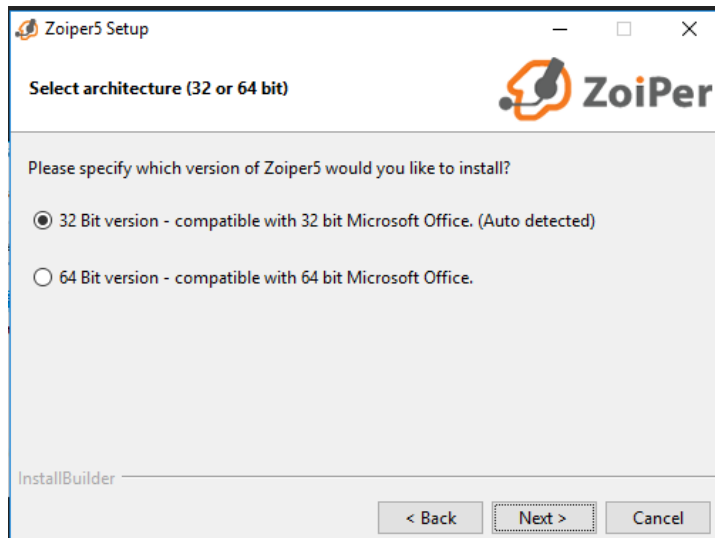 Zoiper5 Setup
Select architecture (32 or 64 bit)
ZoiPer
Please specify which version of Zoiper5 would you like to install?
32 Bit version - compatible with 32 bit Microsoft Office. (Auto detected)
64 Bit version - compatible with 64 bit Microsoft Office.
InstallBuilder
< Back
Next >
Cancel